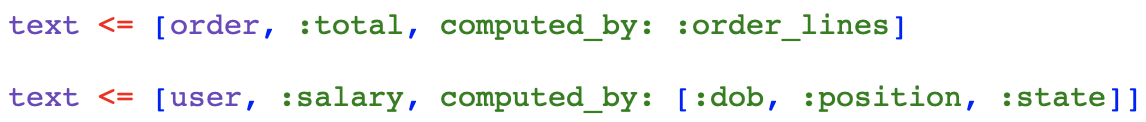 text <= [order, :total, computed_by: :order_lines]
text <= [user, :salary, computed_by: [:dob, :position, :state]]